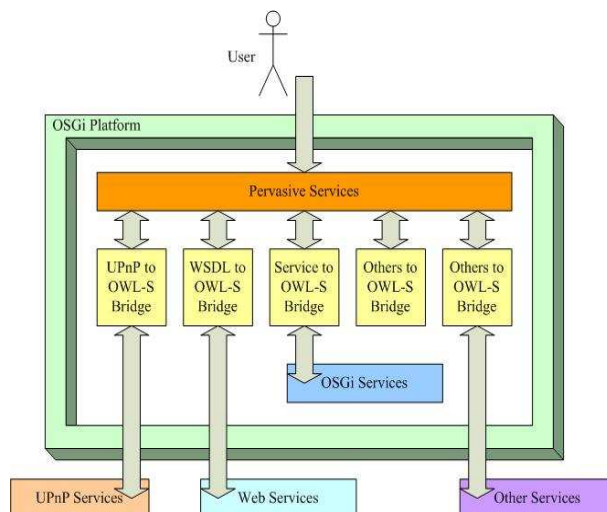 User
OSGi Platform
Pervasive Services
UPnP to
OWL-S
Bridge
WSDL to
OWL-S
Bridge
Service to
OWL-S
Bridge
Others to
OWL-S
Bridge
Others to
OWL-S
Bridge
OSGi Services
UPnP Services
Web Services
Other Services